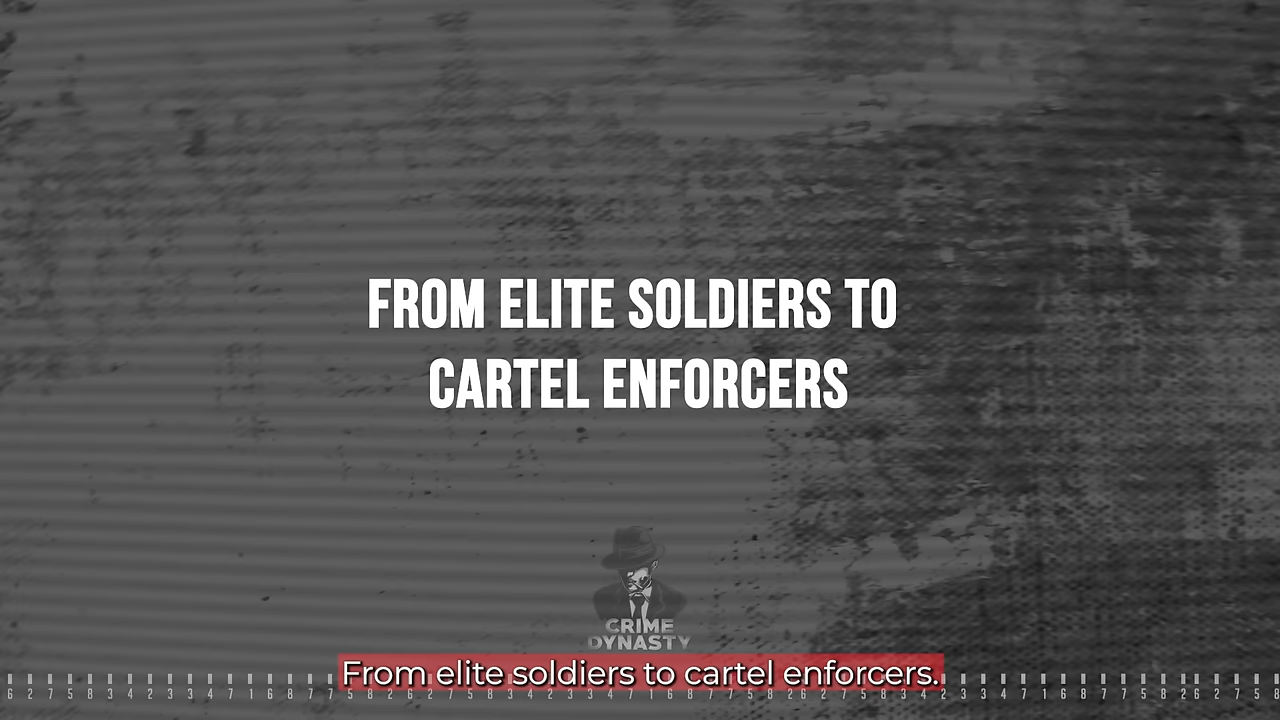 FROM ELITE SOLDIERS TO
CARTEL ENFORCERS
CRIME
DYNASTY
From elite soldiers to cartel enforcers.